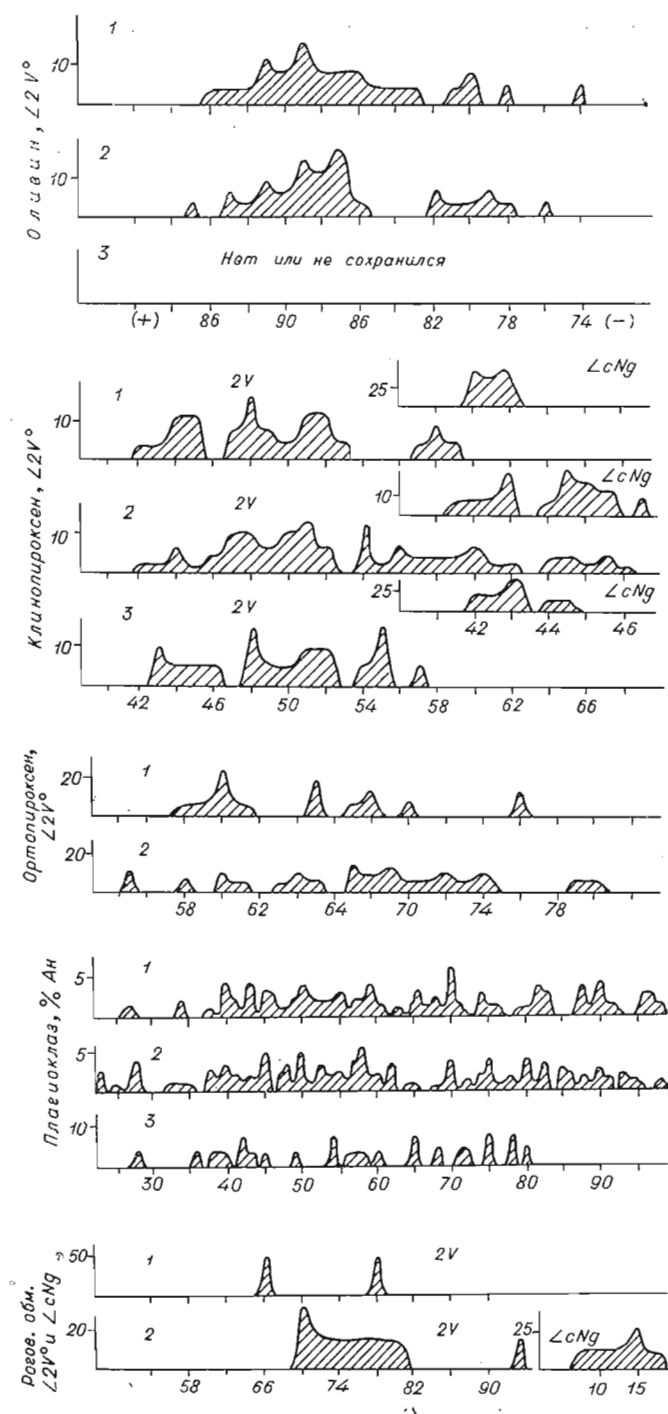 Оливин, ∠2V°
1
10
2
10
3
Нет или не сохранился
(+) 86 90 86 82 78 74 (-)
Клинопироксен, ∠2V°
∠cNg
25
1
2V
10
∠cNg
10
2
2V
10
∠cNg
25
42 44 46
3
2V
10
42 46 50 54 58 62 66
Ортопироксен,
∠2V°
1
20
2
20
58 62 64 70 74 78
Плагиоклаз, % Ан
1
5
2
5
3
10
30 40 50 60 70 80 90
Рогов. обм.
∠2V° и ∠cNg
1
50
2V
2
20
2V
58 66 74 82 90
25
∠cNg
10 15